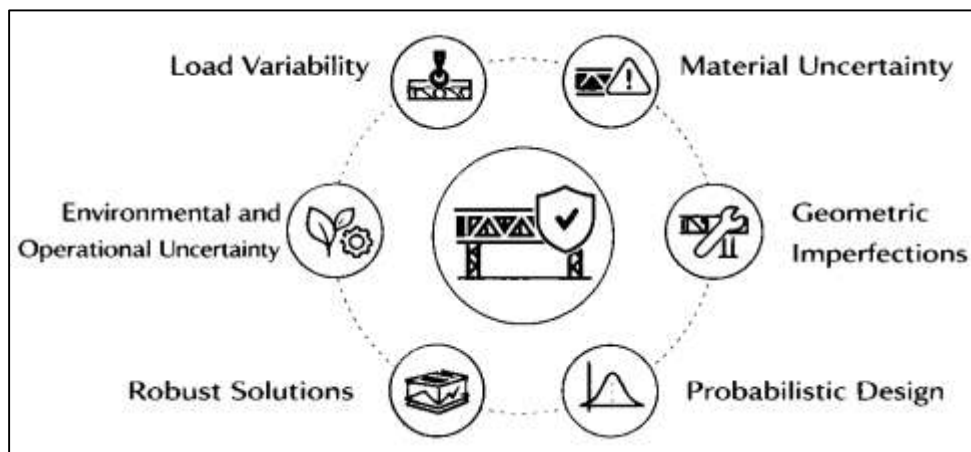 Load Variability
Material Uncertainty
Environmental and
Operational Uncertainty
Geometric
Imperfections
Robust Solutions
Probabilistic Design